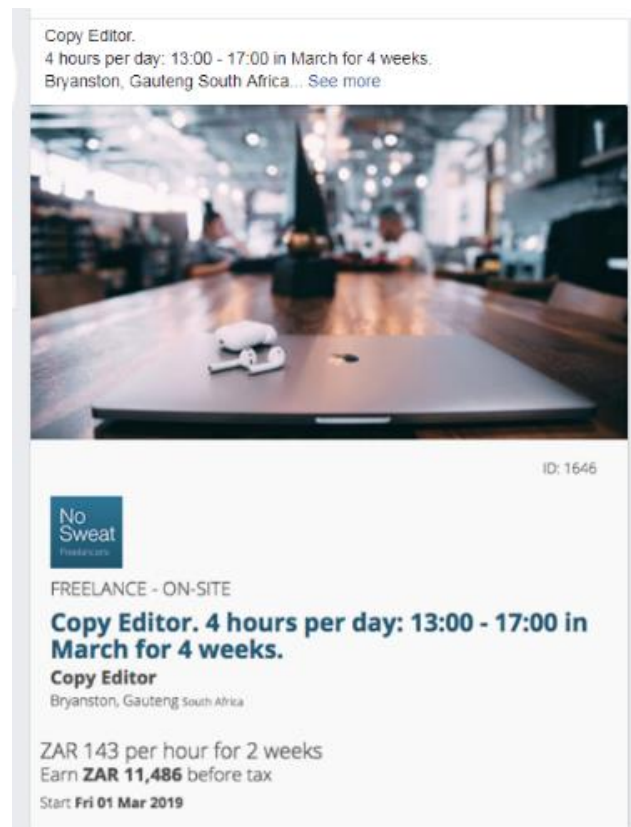 Copy Editor.
4 hours per day: 13:00 - 17:00 in March for 4 weeks.
Bryanston, Gauteng South Africa... See more
ID: 1646
No
Sweat
Freelancers
FREELANCE - ON-SITE
Copy Editor. 4 hours per day: 13:00 - 17:00 in
March for 4 weeks.
Copy Editor
Bryanston, Gauteng South Africa
ZAR 143 per hour for 2 weeks
Earn ZAR 11,486 before tax
Start Fri 01 Mar 2019